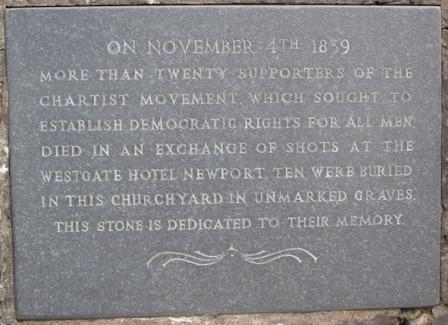 ON NOVEMBER 4TH 1839
MORE THAN TWENTY SUPPORTERS OF THE
CHARTIST MOVEMENT, WHICH SOUGHT TO
ESTABLISH DEMOCRATIC RIGHTS FOR ALL MEN,
DIED IN AN EXCHANGE OF SHOTS AT THE
WESTGATE HOTEL NEWPORT. TEN WERE BURIED
IN THIS CHURCHYARD IN UNMARKED GRAVES.
THIS STONE IS DEDICATED TO THEIR MEMORY.